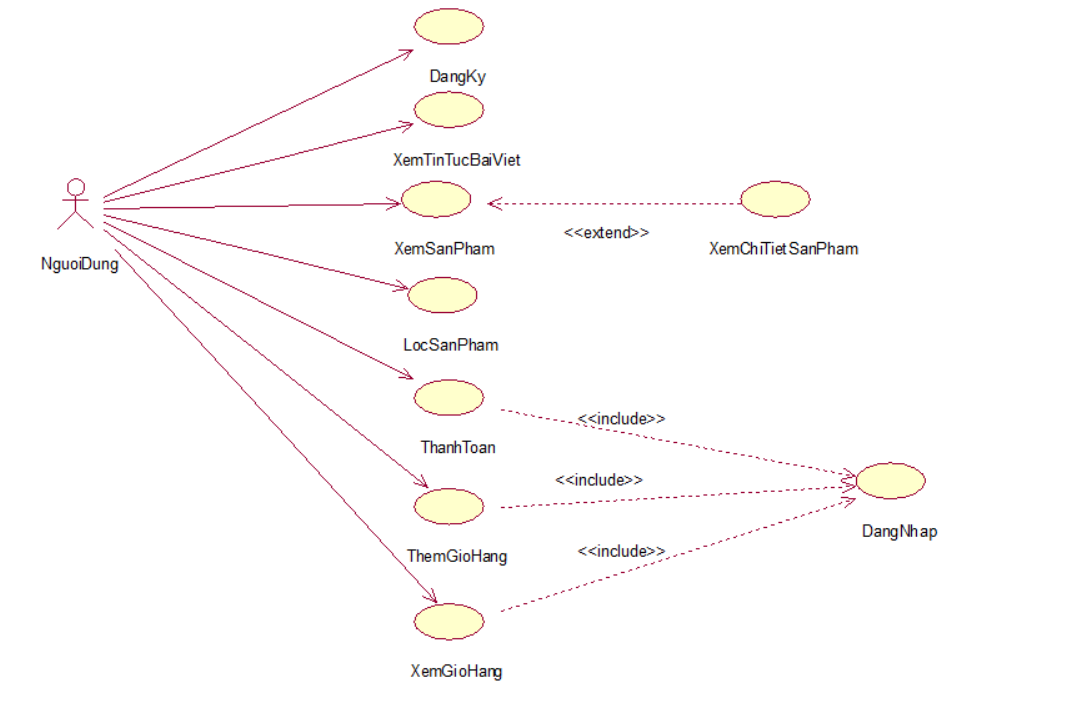 DangKy
XemTinTucBaiViet
NguoiDung
XemSanPham
<<extend>>
XemChiTietSanPham
LocSanPham
ThanhToan
<<include>>
<<include>>
DangNhap
ThemGioHang
<<include>>
XemGioHang